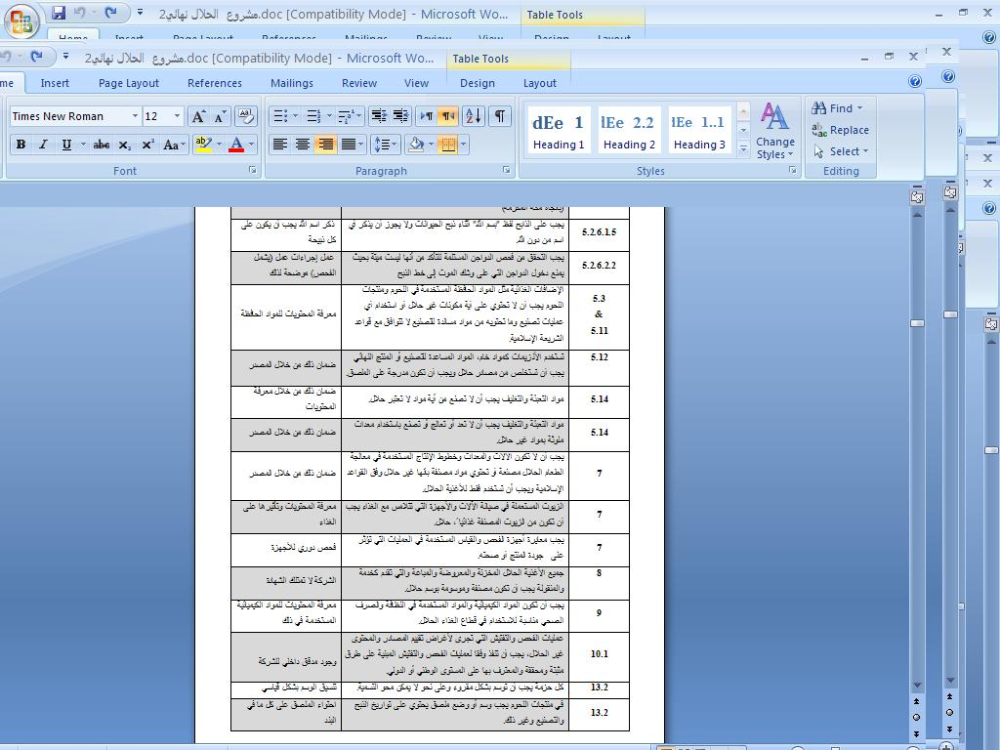 مشروع الحلال نهائي2.doc [Compatibility Mode] - Microsoft Wo...
Table Tools
Home Insert Page Layout References Mailings Review View Design Layout
مشروع الحلال نهائي2.doc [Compatibility Mode] - Microsoft Wo...
Table Tools
me Insert Page Layout References Mailings Review View Design Layout
Times New Roman 12
Find
Replace
Select
Heading 1 Heading 2 Heading 3
Change Styles
Font Paragraph Styles Editing
(باتجاه مكة المكرمة)
5.2.6.1.5
يجب على الذابح لفظ "بسم الله" أثناء ذبح الحيوانات ولا يجوز أن يذكر أي
اسم من دون الله.
ذكر اسم الله يجب أن يكون على
كل ذبيحة
5.2.6.2.2
يجب التحقق من فحص الدواجن المستلمة للتأكد من أنها ليست ميتة بحيث
يمنع دخول الدواجن التي على وشك الموت إلى خط الذبح
عمل إجراءات عمل (يشمل
الفحص) موضحة لذلك
5.3
&
5.11
الإضافات الغذائية مثل المواد الحافظة المستخدمة في اللحوم ومنتجات
اللحوم يجب أن لا تحتوي على أية مكونات غير حلال أو استخدام أي
عمليات تصنيع وما تحتويه من مواد مساندة لتصنيع لا تتوافق مع قواعد
الشريعة الإسلامية.
معرفة المحتويات للمواد الحافظة
5.12
تستخدم الأنزيمات كمواد خام، المواد المساعدة للتصنيع أو المنتج النهائي
يجب أن تستخلص من مصادر حلال ويجب أن تكون مدرجة على الملصق.
ضمان ذلك من خلال المصدر
5.14
مواد التعبئة والتغليف يجب أن لا تصنع من أية مواد لا تعتبر حلال.
ضمان ذلك من خلال معرفة
المحتويات
5.14
مواد التعبئة والتغليف يجب أن لا تعد أو تعالج أو تصنع باستخدام معدات
ملوثة بمواد غير حلال.
ضمان ذلك من خلال المصدر
7
يجب أن لا تكون الآلات والمعدات وخطوط الإنتاج المستخدمة في معالجة
الطعام الحلال مصنعة أو تحتوي مواد مصنفة بأنها غير حلال وفق القواعد
الإسلامية ويجب أن تستخدم فقط للأغذية الحلال.
ضمان ذلك من خلال المصدر
7
الزيوت المستعملة في صيانة الآلات والأجهزة التي تتلامس مع الغذاء يجب
أن تكون من الزيوت المصنفة غذائياً، حلال.
معرفة المحتويات وتأثيرها على
الغذاء
7
يجب معايرة أجهزة الفحص والقياس المستخدمة في العمليات التي تؤثر
على جودة المنتج أو صحته.
فحص دوري للأجهزة
8
جميع الأغذية الحلال المخزنة والمعروضة والمباعة والتي تقدم كخدمة
والمنقولة يجب أن تكون مصنفة وموسومة بوسم حلال.
الشركة لا تمتلك الشهادة
9
يجب أن تكون المواد الكيميائية والمواد المستخدمة في النظافة والصرف
الصحي مناسبة للاستخدام في قطاع الغذاء الحلال.
معرفة المحتويات للمواد الكيميائية
المستخدمة في ذلك
10.1
عمليات الفحص والتفتيش التي تجرى لأغراض تقييم المصادر والمحتوى
غير الحلال، يجب أن تنفذ وفقا لعمليات الفحص والتفتيش المبنية على طرق
مثبتة ومحققة والمعترف بها على المستوى الوطني أو الدولي.
وجود مدقق داخلي للشركة
13.2
كل حزمة يجب أن توسم بشكل مقروء وعلى نحو لا يمكن محو التسمية.
تنسيق الوسم بشكل قياسي
13.2
في منتجات اللحوم يجب وسم أو وضع ملصق يحتوي على تواريخ الذبح
والتصنيع وغير ذلك.
احتواء الملصق على كل ما في
البند